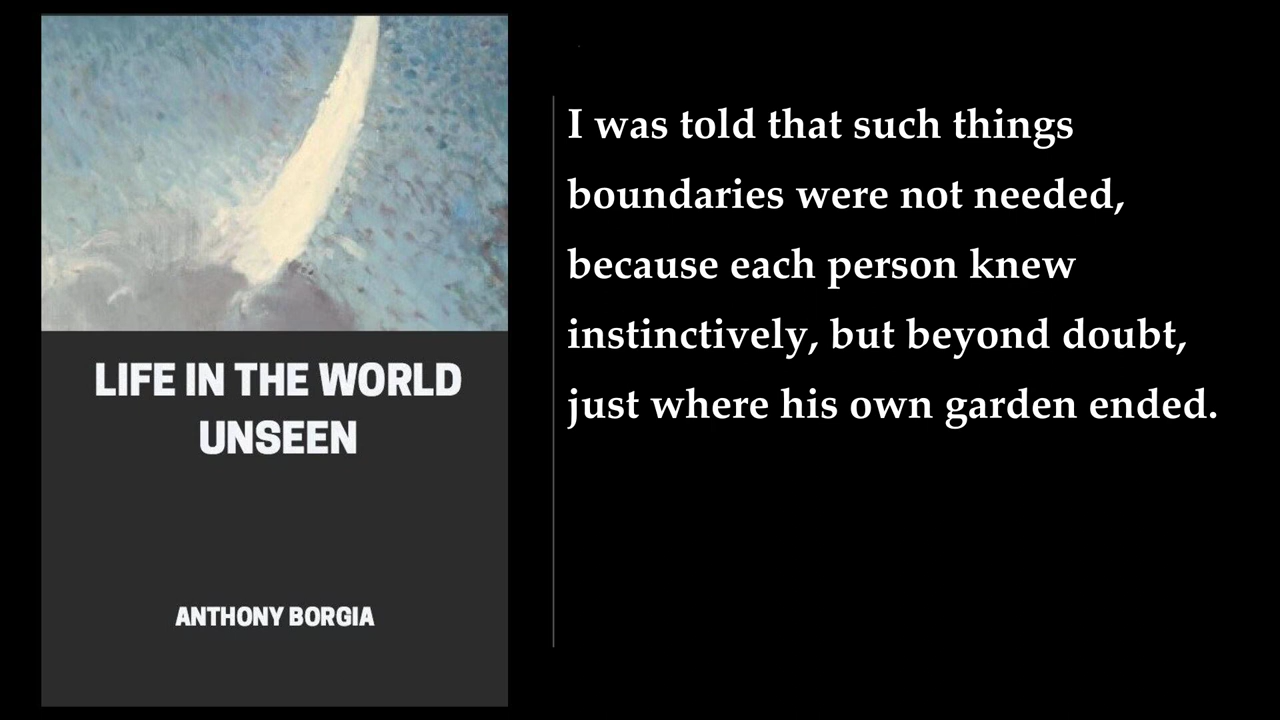 LIFE IN THE WORLD
UNSEEN
ANTHONY BORGIA
I was told that such things
boundaries were not needed,
because each person knew
instinctively, but beyond doubt,
just where his own garden ended.